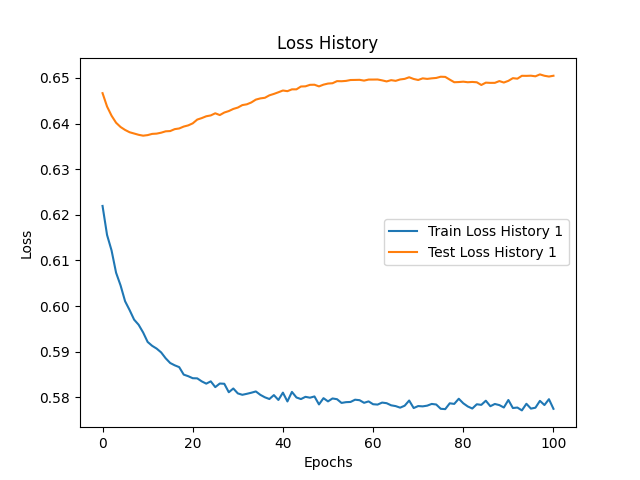 Loss History
0.65
0.64
0.63
0.62
0.61
0.60
0.59
0.58
Loss
Train Loss History 1
Test Loss History 1
0 20 40 60 80 100
Epochs